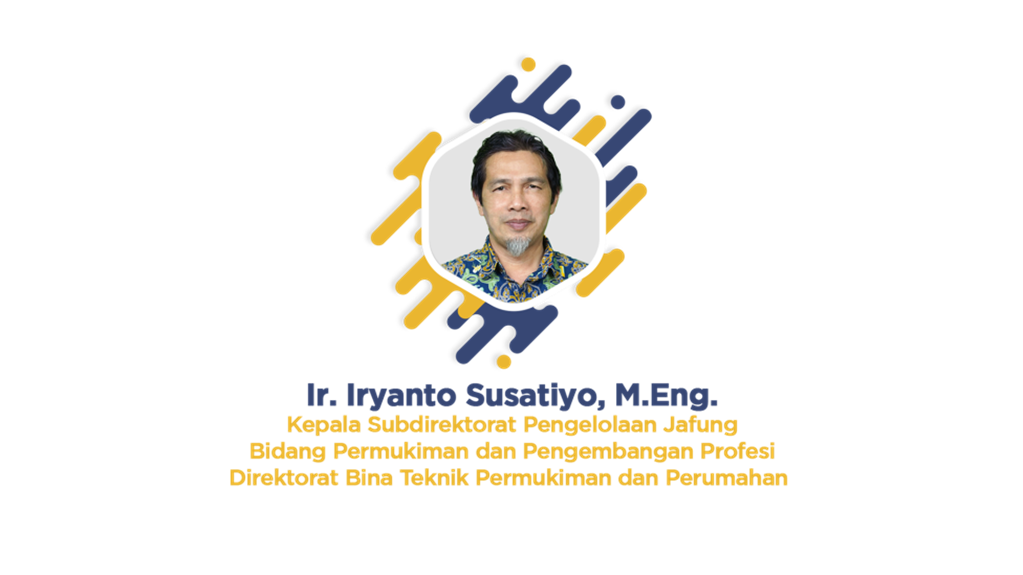 Ir. Iryanto Susatiyo, M.Eng.
Kepala Subdirektorat Pengelolaan Jafung
Bidang Permukiman dan Pengembangan Profesi
Direktorat Bina Teknik Permukiman dan Perumahan